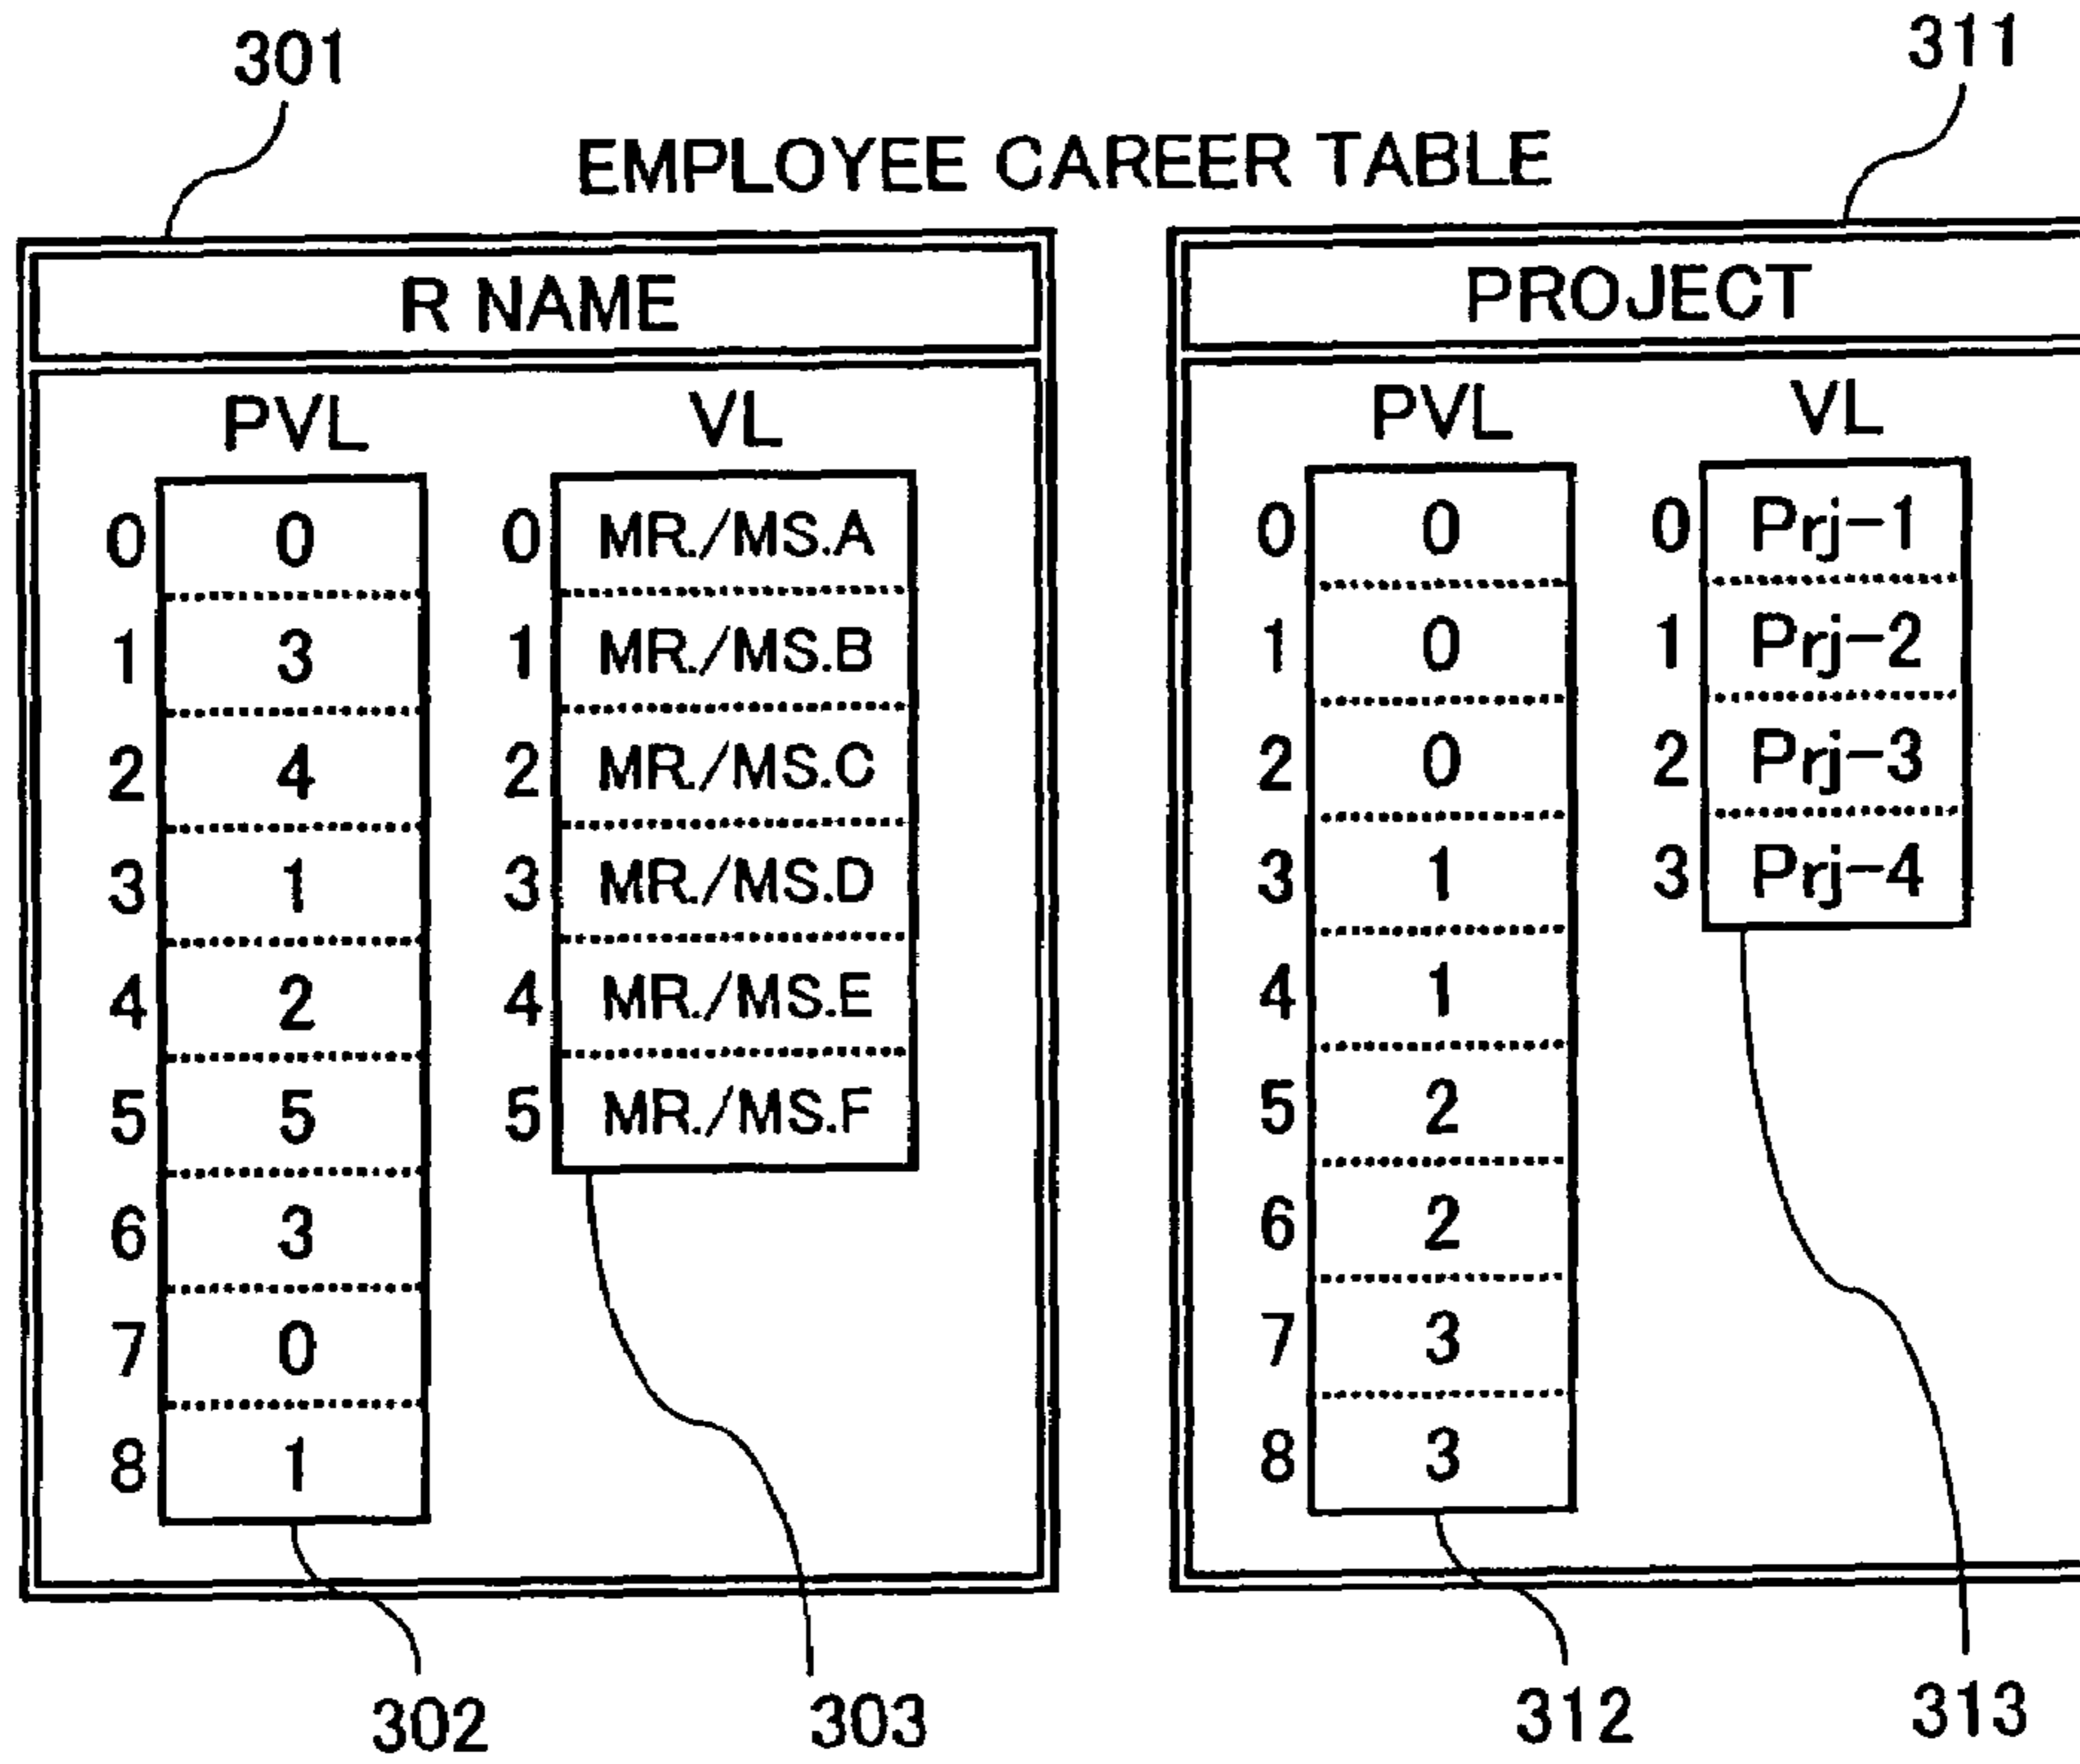 301
311
EMPLOYEE CAREER TABLE
R NAME
PVL VL
0 0 0 MR./MS.A
1 3 1 MR./MS.B
2 4 2 MR./MS.C
3 1 3 MR./MS.D
4 2 4 MR./MS.E
5 5 5 MR./MS.F
6 3
7 0
8 1
302
303
PROJECT
PVL VL
0 0 0 Prj-1
1 0 1 Prj-2
2 0 2 Prj-3
3 1 3 Prj-4
4 1
5 2
6 2
7 3
8 3
312
313